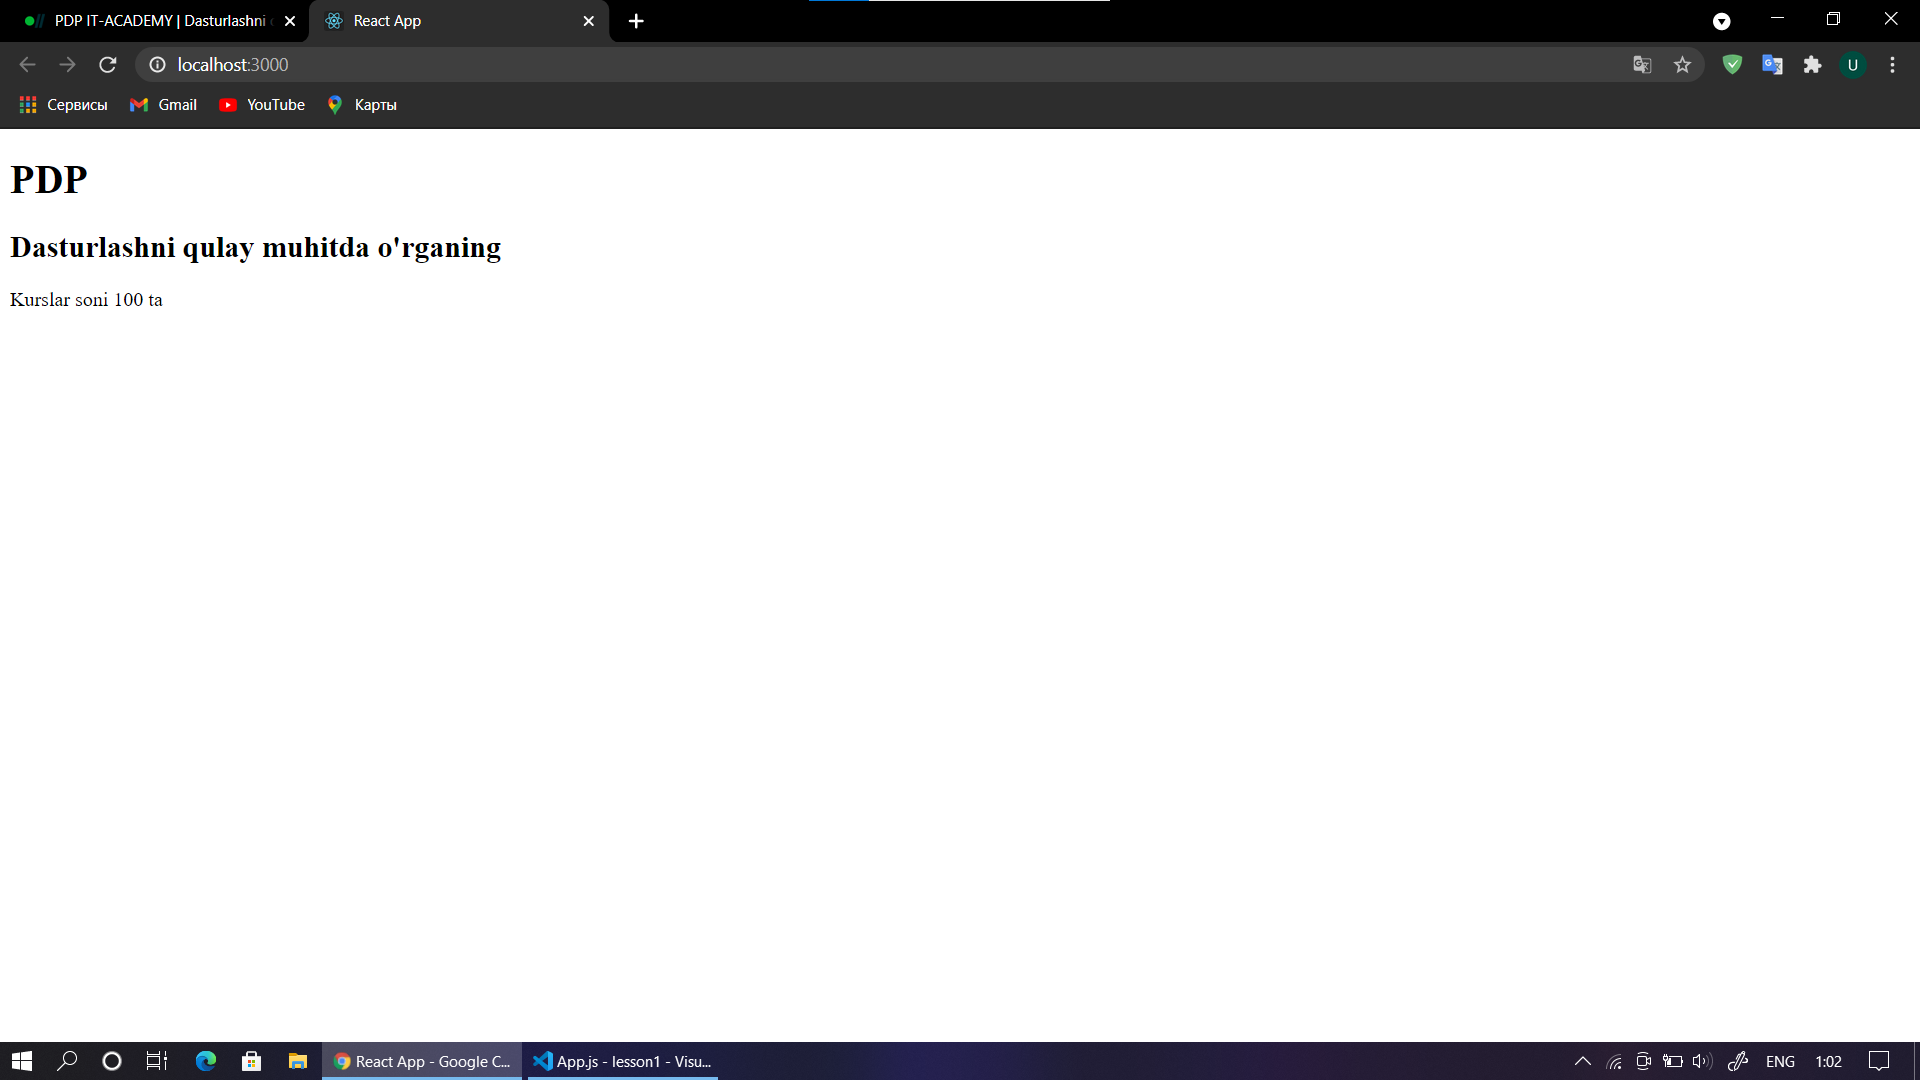 PDP IT-ACADEMY | Dasturlashni
React App
localhost:3000
U
Сервисы
Gmail
YouTube
Карты
PDP
Dasturlashni qulay muhitda o'rganing
Kurslar soni 100 ta
React App - Google C...
App.js - lesson1 - Visu...
ENG
1:02